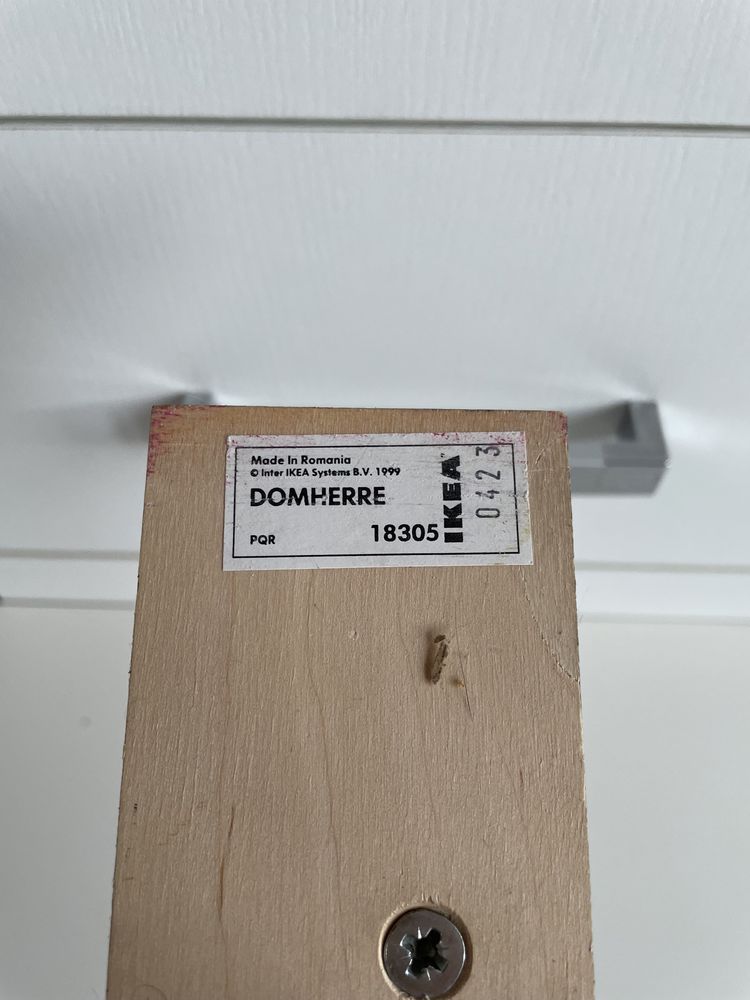 Made In Romania
© Inter IKEA Systems B.V. 1999
DOMHERRE
PQR
18305
IKEA
0423